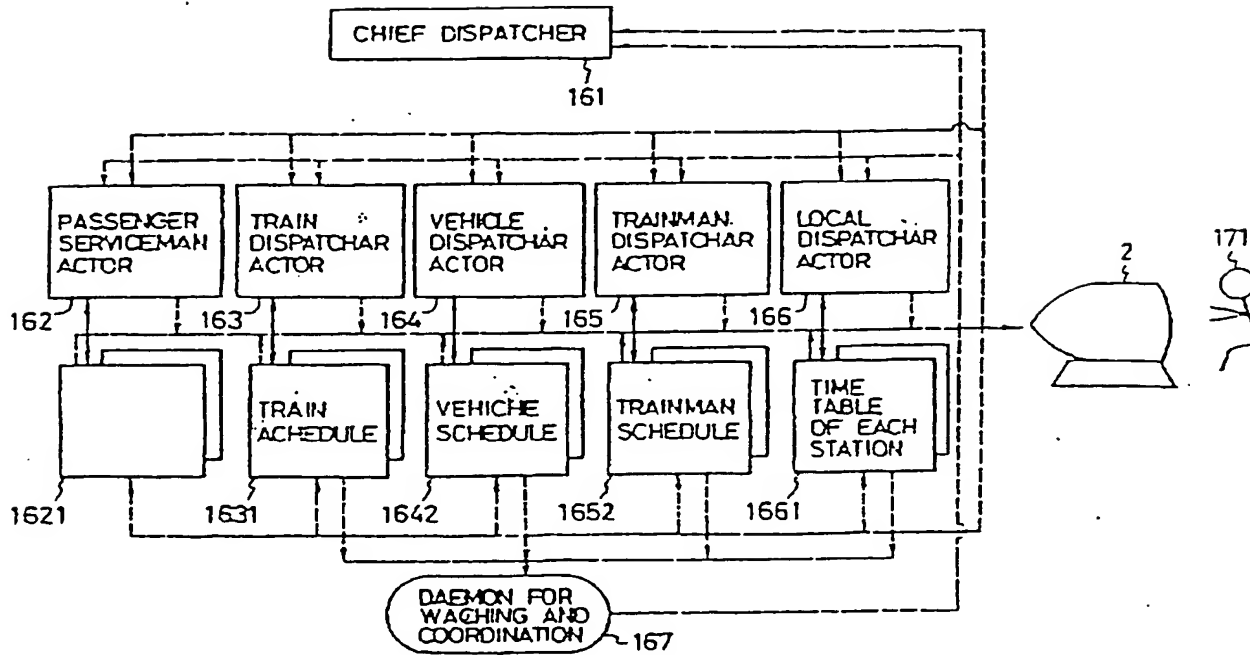 CHIEF DISPATCHER
161
PASSENGER
SERVICEMAN
ACTOR
TRAIN
DISPATCHAR
ACTOR
VEHICLE
DISPATCHAR
ACTOR
TRAINMAN
DISPATCHAR
ACTOR
LOCAL
DISPATCHAR
ACTOR
162
163
164
165
166
2
171
TRAIN
ACHEDULE
VEHICHE
SCHEDULE
TRAINMAN
SCHEDULE
TIME
TABLE
OF EACH
STATION
1621
1631
1642
1652
1661
DAEMON FOR
WACHING AND
COORDINATION
167